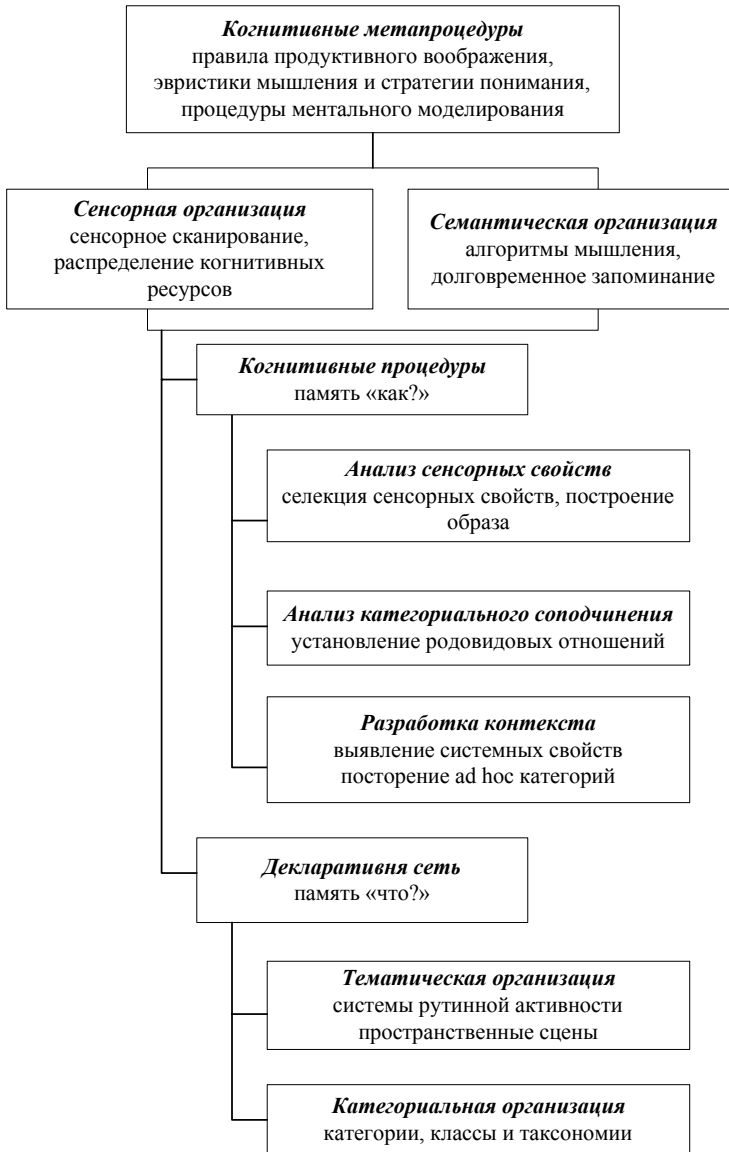 Когнитивные метапроцедуры
правила продуктивного воображения,
эвристики мышления и стратегии понимания,
процедуры ментального моделирования
Сенсорная организация
сенсорное сканирование,
распределение когнитивных
ресурсов
Семантическая организация
алгоритмы мышления,
долговременное запоминание
Когнитивные процедуры
память «как?»
Анализ сенсорных свойств
селекция сенсорных свойств, построение
образа
Анализ категориального соподчинения
установление родовидовых отношений
Разработка контекста
выявление системных свойств
посторение ad hoc категорий
Декларативня сеть
память «что?»
Тематическая организация
системы рутинной активности
пространственные сцены
Категориальная организация
категории, классы и таксономии